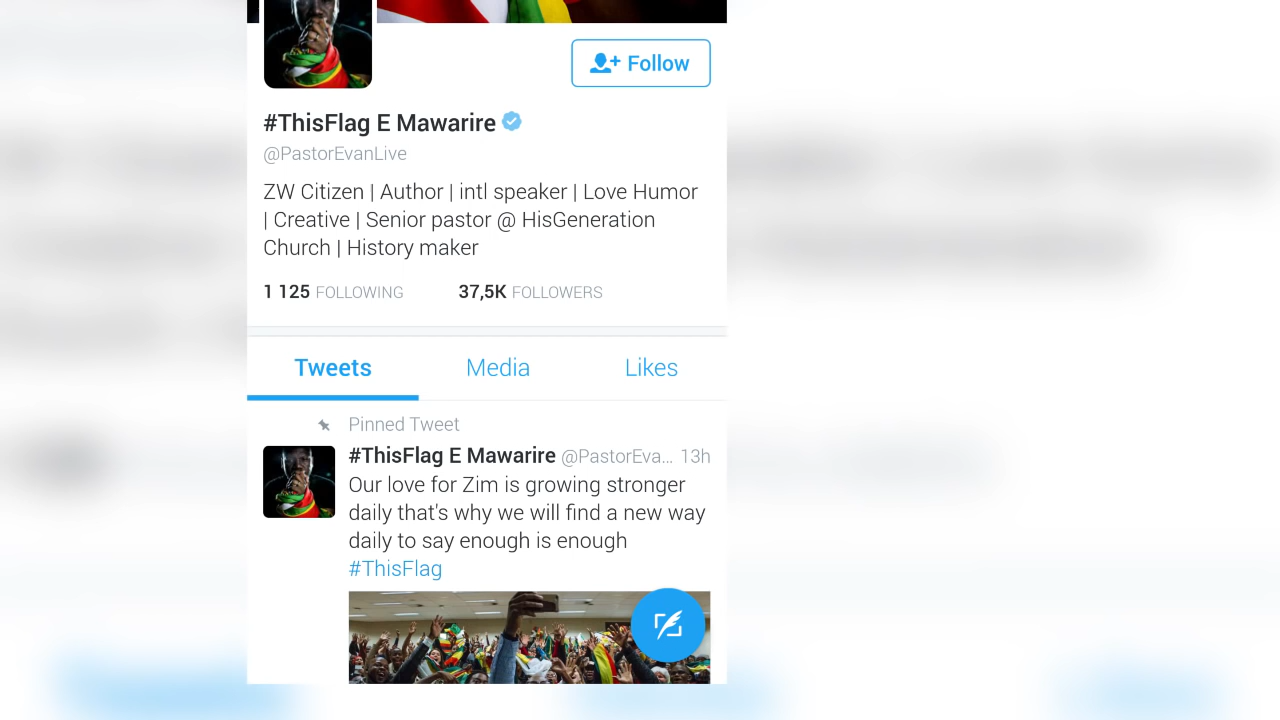 Follow
#ThisFlag E Mawarire
@PastorEvanLive
ZW Citizen | Author | intl speaker | Love Humor
| Creative | Senior pastor @ HisGeneration
Church | History maker
1 125 FOLLOWING 37,5K FOLLOWERS
Tweets Media Likes
Pinned Tweet
#ThisFlag E Mawarire @PastorEva... 13h
Our love for Zim is growing stronger
daily that's why we will find a new way
daily to say enough is enough
#ThisFlag